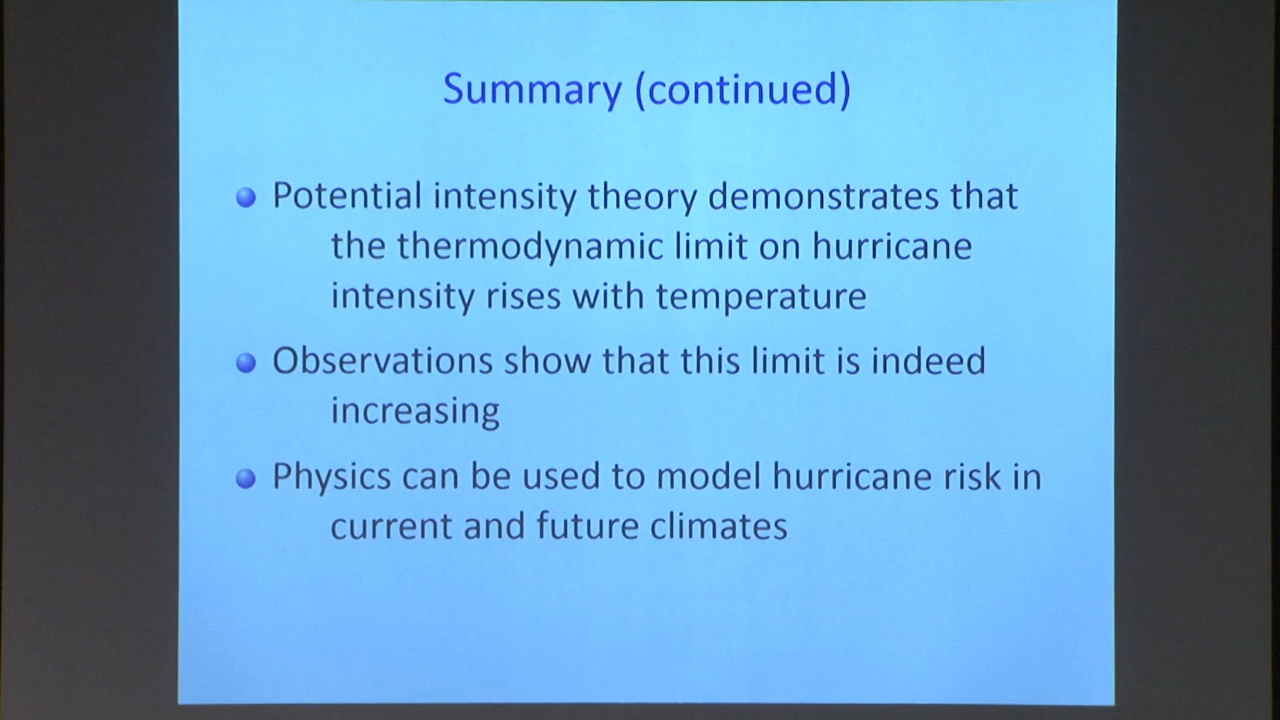 Summary (continued)
Potential intensity theory demonstrates that
the thermodynamic limit on hurricane
intensity rises with temperature
Observations show that this limit is indeed
increasing
Physics can be used to model hurricane risk in
current and future climates